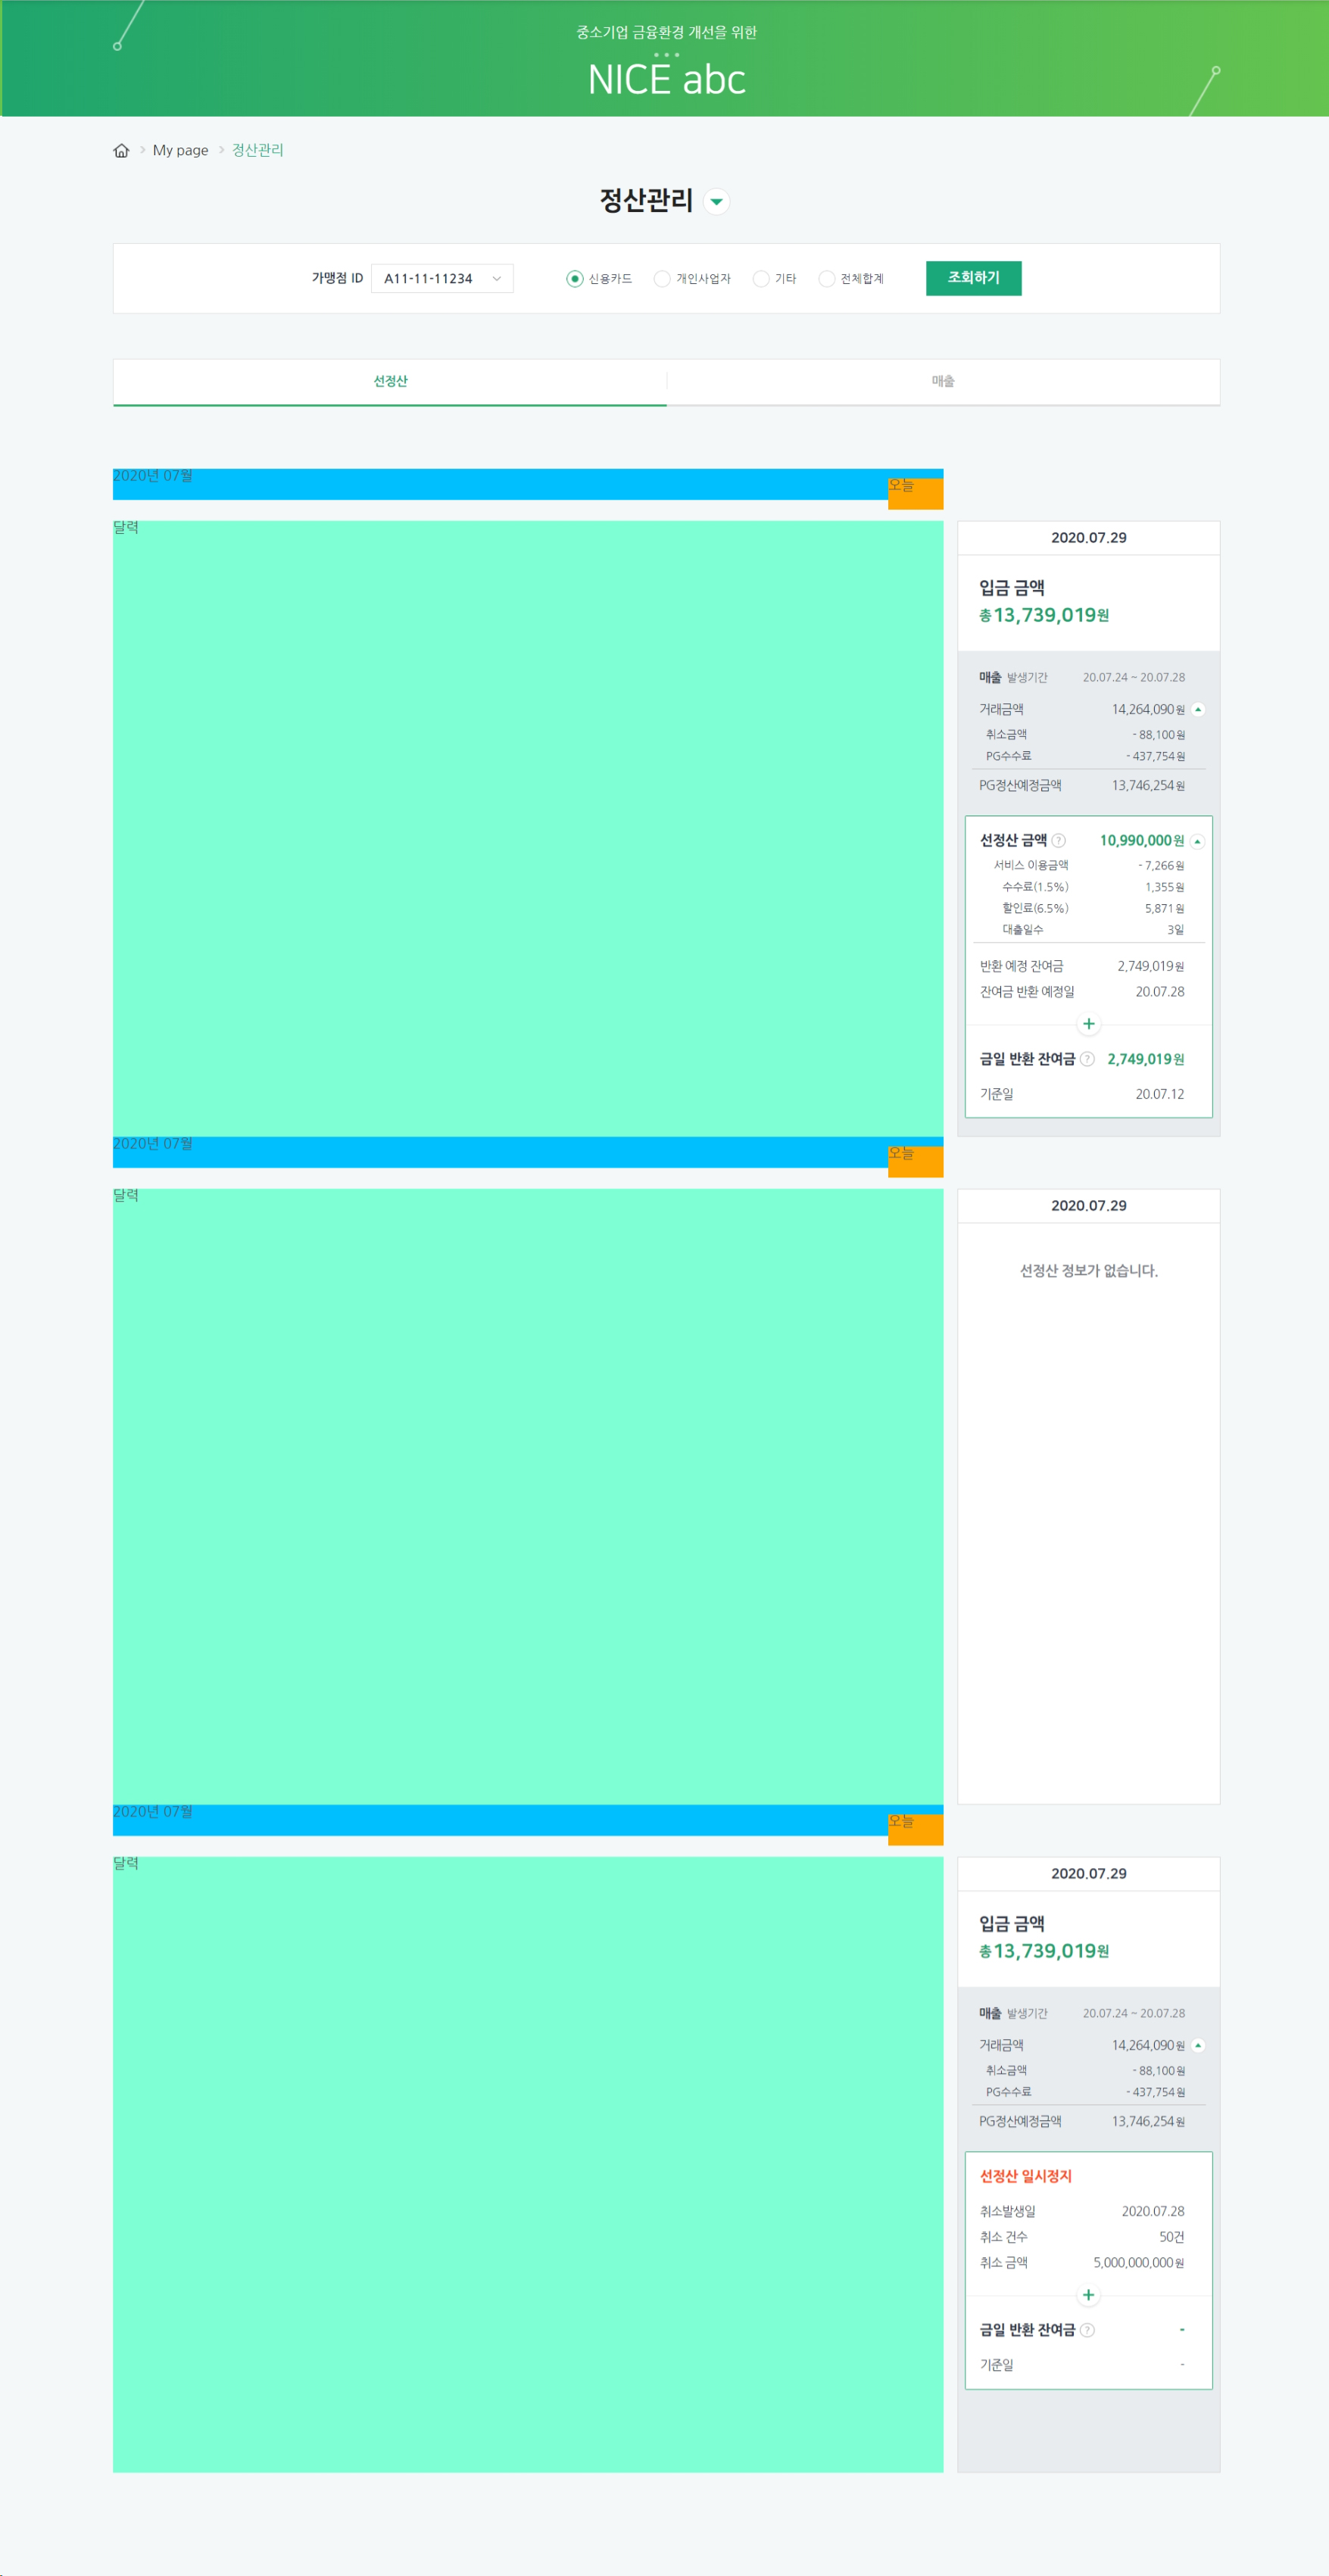 중소기업 금융환경 개선을 위한
NICE abc
My page 정산관리
정산관리
가맹점 ID A11-11-11234 신용카드 개인사업자 기타 전체합계 조회하기
선정산 매출
2020년 07월
오늘
달력
2020.07.29
입금 금액
총 13,739,019원
매출 발생기간 20.07.24 ~ 20.07.28
거래금액 14,264,090원
취소금액 - 88,100원
PG수수료 - 437,754원
PG정산예정금액 13,746,254원
선정산 금액 ? 10,990,000원
서비스 이용금액 - 7,266원
수수료(1.5%) 1,355원
할인료(6.5%) 5,871원
대출일수 3일
반환 예정 잔여금 2,749,019원
잔여금 반환 예정일 20.07.28
+
금일 반환 잔여금 ? 2,749,019원
기준일 20.07.12
2020년 07월
오늘
달력
2020.07.29
선정산 정보가 없습니다.
2020년 07월
오늘
달력
2020.07.29
입금 금액
총 13,739,019원
매출 발생기간 20.07.24 ~ 20.07.28
거래금액 14,264,090원
취소금액 - 88,100원
PG수수료 - 437,754원
PG정산예정금액 13,746,254원
선정산 일시정지
취소발생일 2020.07.28
취소 건수 50건
취소 금액 5,000,000,000원
+
금일 반환 잔여금 ? -
기준일 -